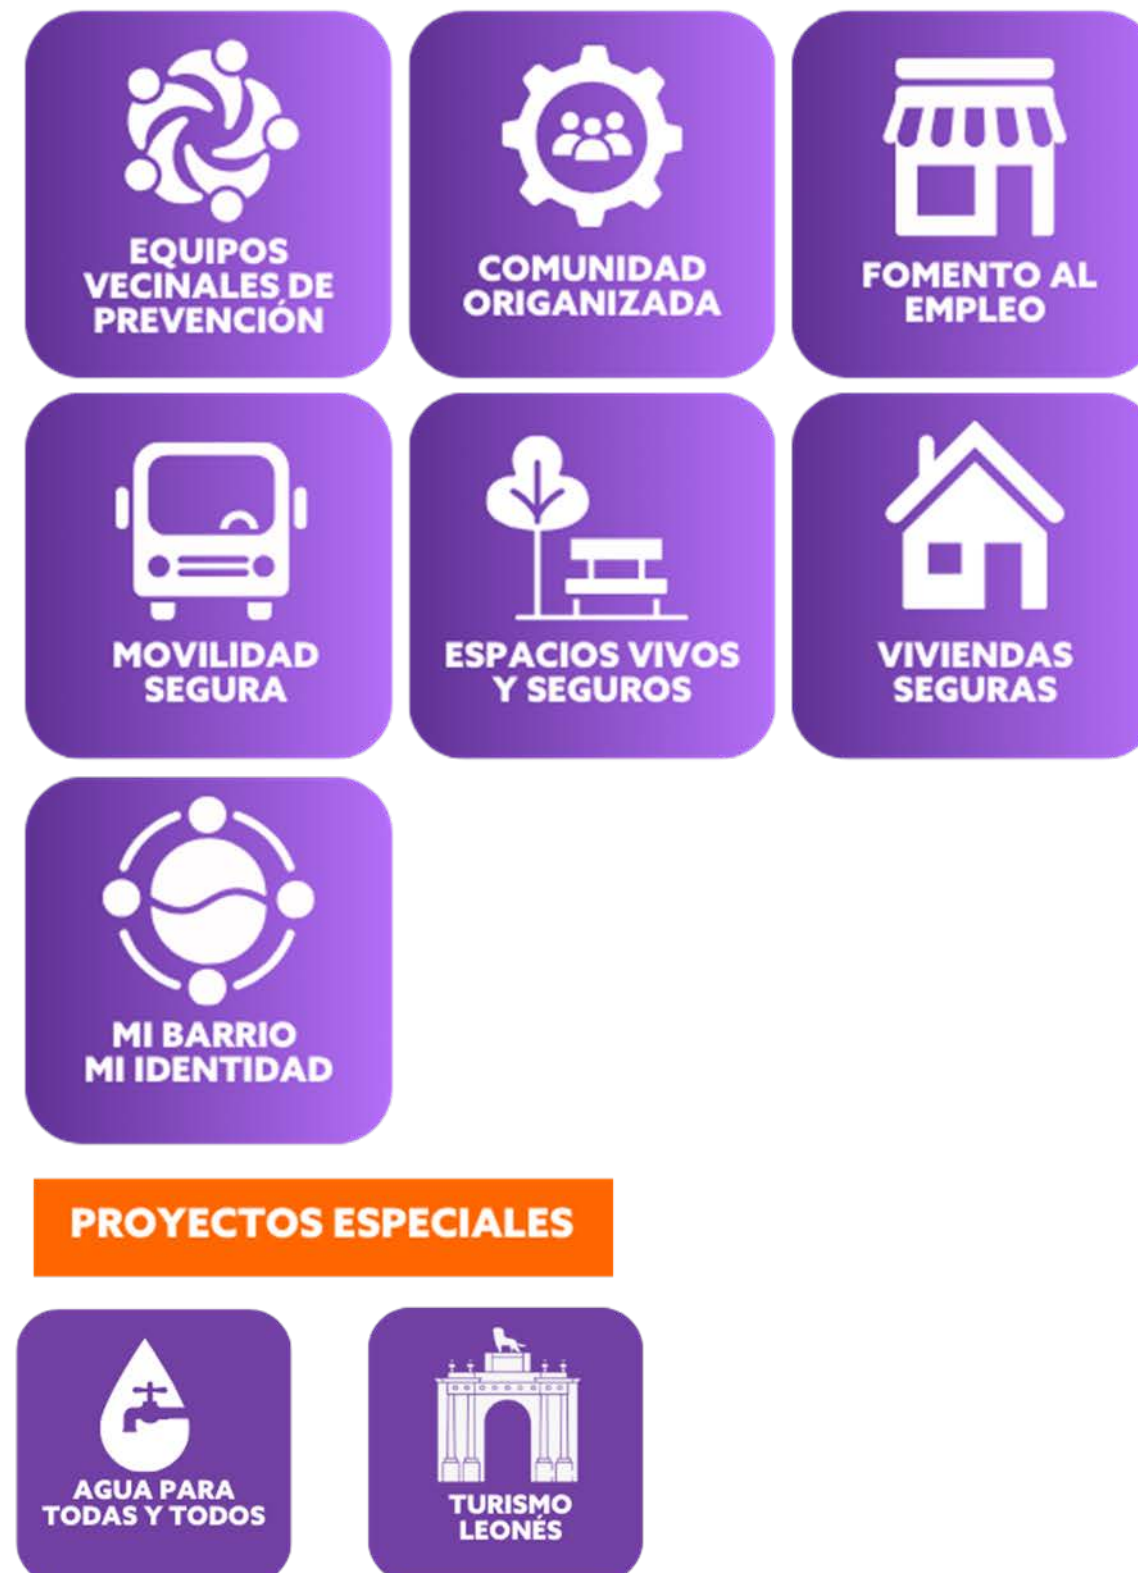 EQUIPOS
VECINALES DE
PREVENCIÓN
COMUNIDAD
ORIGANIZADA
FOMENTO AL
EMPLEO
MOVILIDAD
SEGURA
ESPACIOS VIVOS
Y SEGUROS
VIVIENDAS
SEGURAS
MI BARRIO
MI IDENTIDAD
PROYECTOS ESPECIALES
AGUA PARA
TODAS Y TODOS
TURISMO
LEONÉS